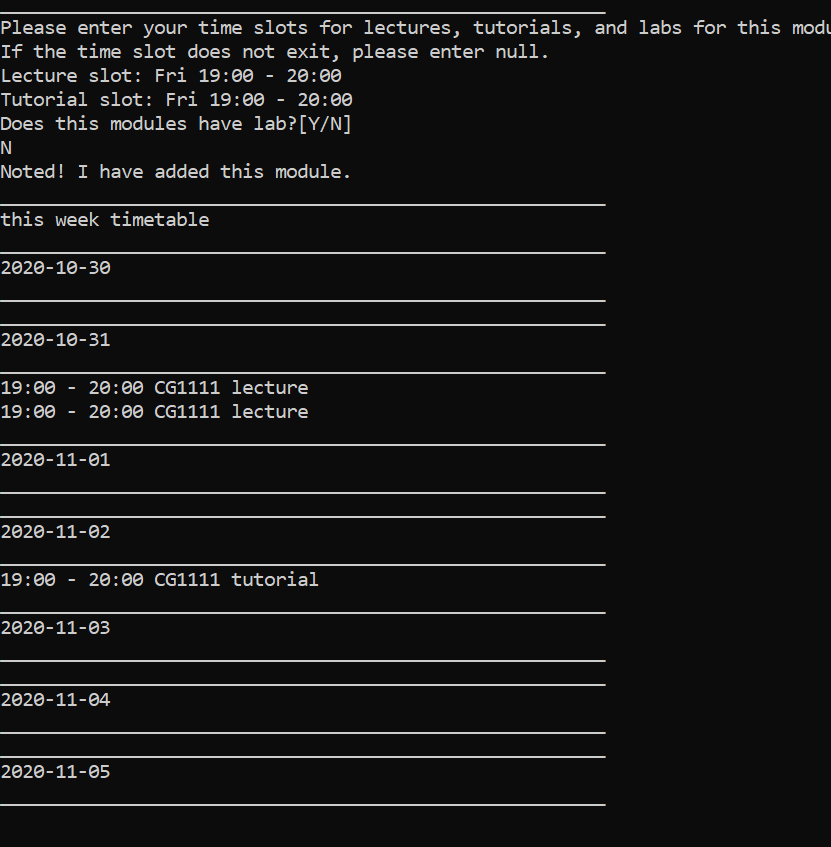 Please enter your time slots for lectures, tutorials, and labs for this modu
If the time slot does not exit, please enter null.
Lecture slot: Fri 19:00 - 20:00
Tutorial slot: Fri 19:00 - 20:00
Does this modules have lab?[Y/N]
N
Noted! I have added this module.
this week timetable
2020-10-30
2020-10-31
19:00 - 20:00 CG1111 lecture
19:00 - 20:00 CG1111 lecture
2020-11-01
2020-11-02
19:00 - 20:00 CG1111 tutorial
2020-11-03
2020-11-04
2020-11-05